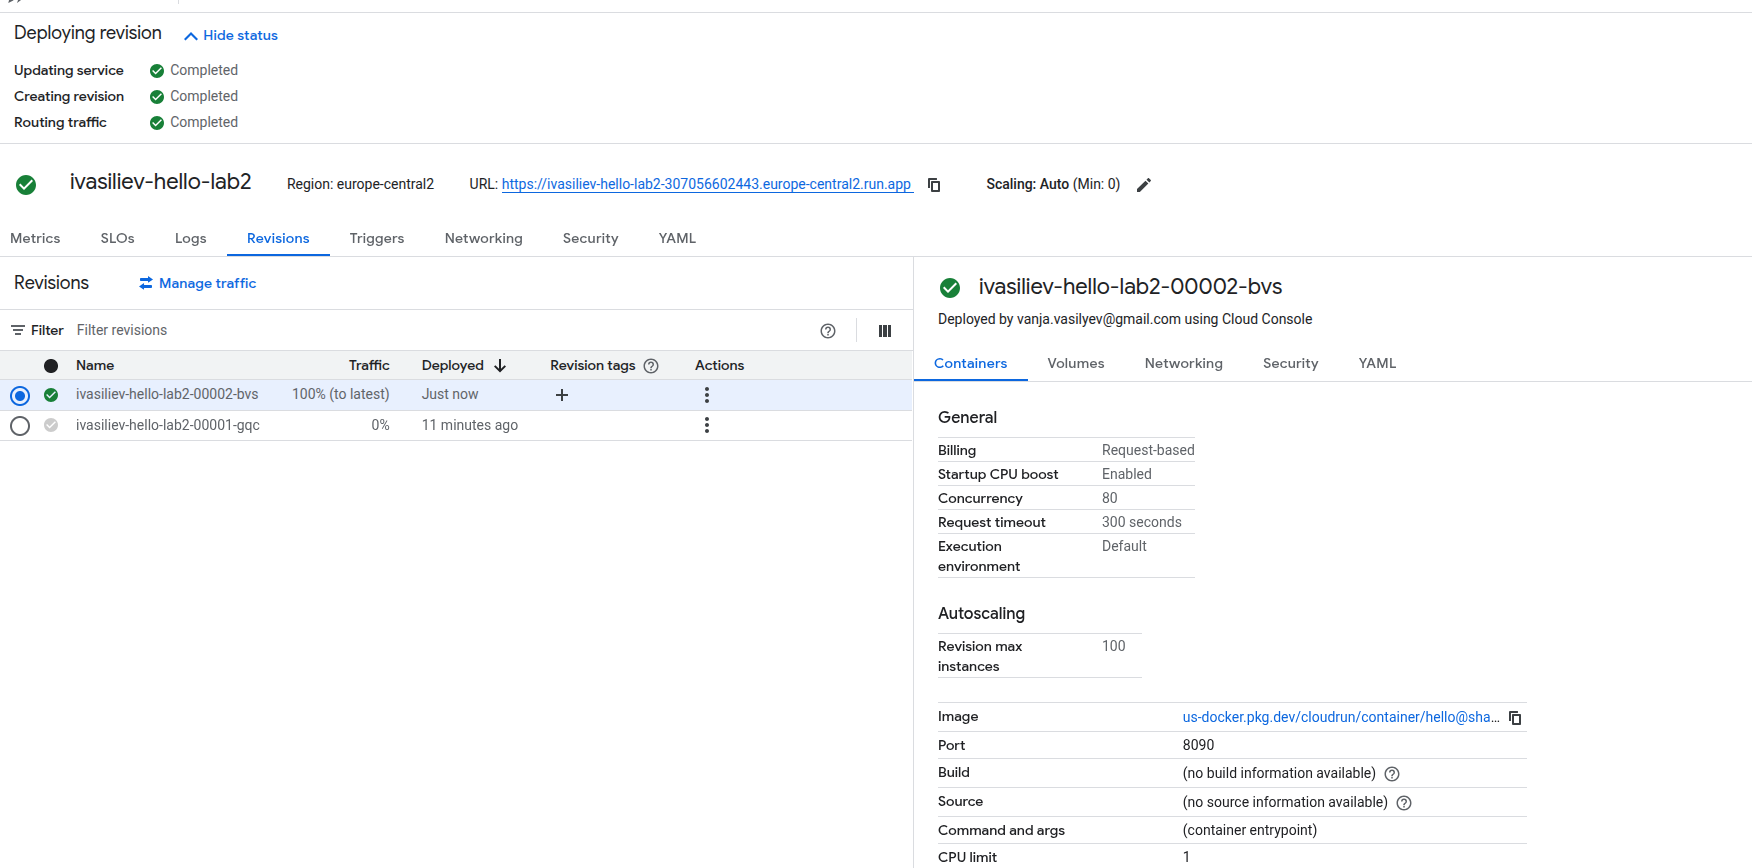 Deploying revision
Hide status
Updating service Completed
Creating revision Completed
Routing traffic Completed
ivasiliev-hello-lab2 Region: europe-central2 URL: https://ivasiliev-hello-lab2-307056602443.europe-central2.run.app Scaling: Auto (Min: 0)
Metrics SLOs Logs Revisions Triggers Networking Security YAML
Revisions Manage traffic
Filter Filter revisions
Name Traffic Deployed Revision tags Actions
ivasiliev-hello-lab2-00002-bvs 100% (to latest) Just now
ivasiliev-hello-lab2-00001-gqc 0% 11 minutes ago
ivasiliev-hello-lab2-00002-bvs
Deployed by vanja.vasilyev@gmail.com using Cloud Console
Containers Volumes Networking Security YAML
General
Billing Request-based
Startup CPU boost Enabled
Concurrency 80
Request timeout 300 seconds
Execution environment Default
Autoscaling
Revision max instances 100
Image us-docker.pkg.dev/cloudrun/container/hello@sha...
Port 8090
Build (no build information available)
Source (no source information available)
Command and args (container entrypoint)
CPU limit 1